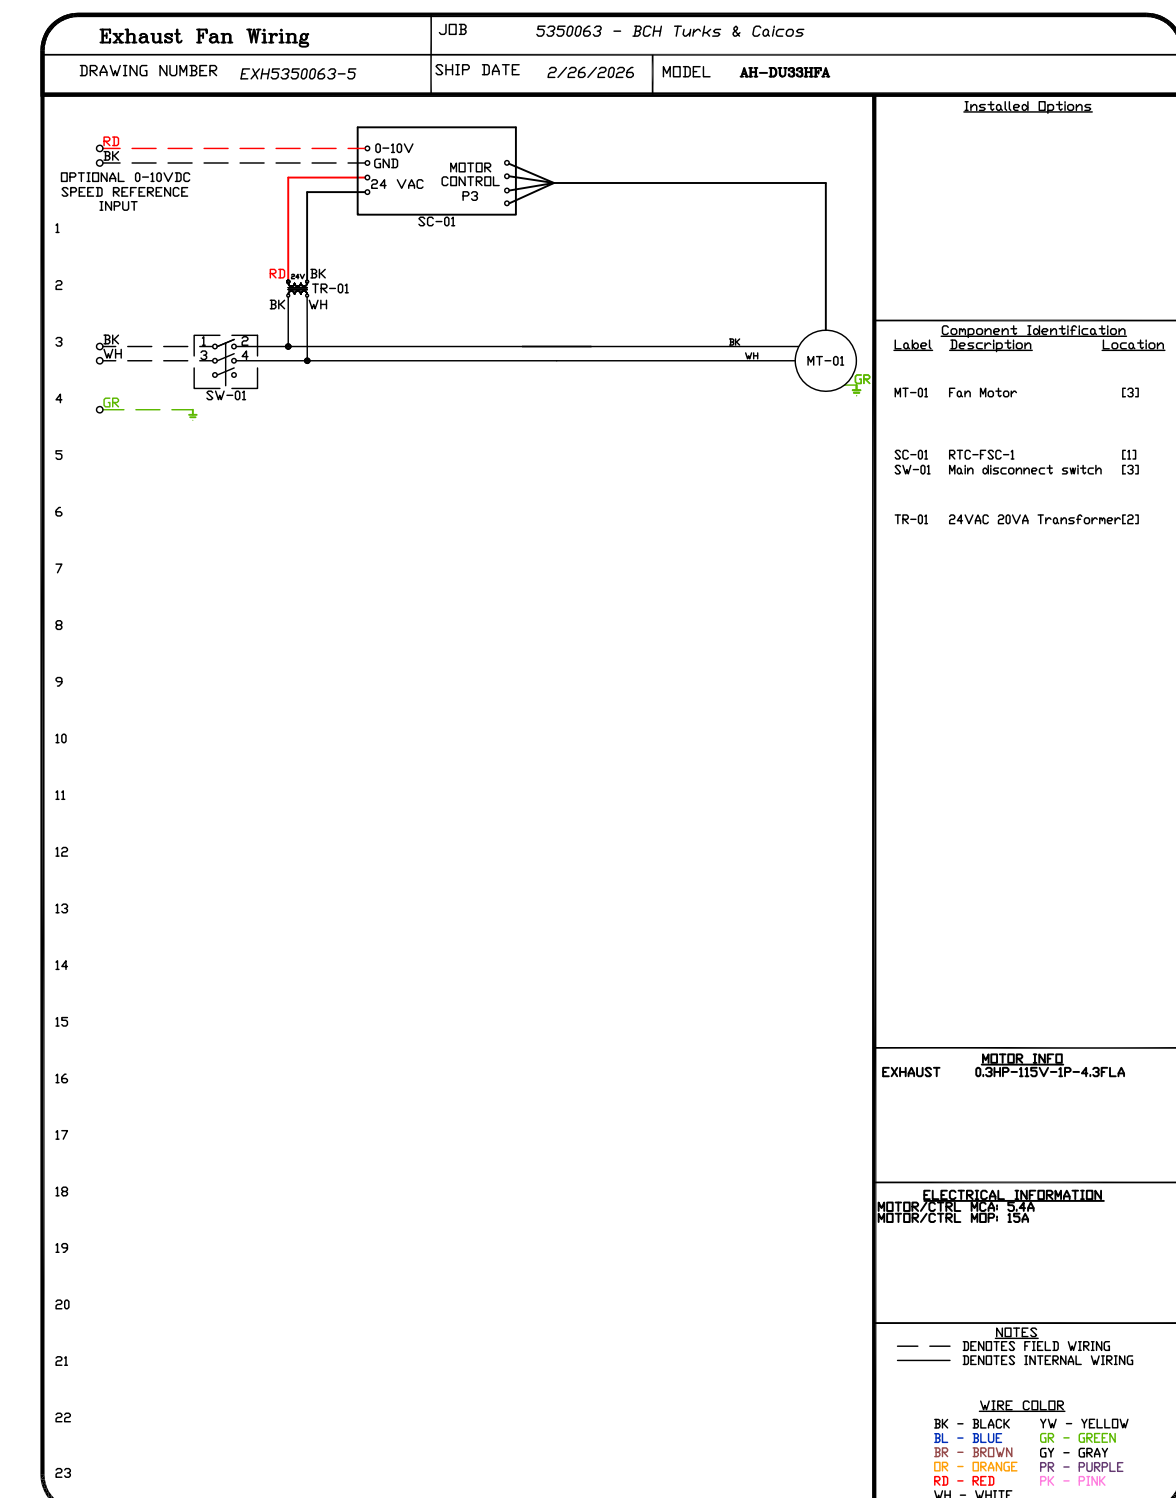 Exhaust Fan Wiring
JOB 5350063 - BCH Turks & Caicos
DRAWING NUMBER EXH5350063-5
SHIP DATE 2/26/2026
MODEL AH-DU33HFA
RD
BK
OPTIONAL 0-10VDC
SPEED REFERENCE
INPUT
0-10V
GND
24 VAC
MOTOR
CONTROL
P3
SC-01
RD 24V BK
TR-01
BK WH
BK
WH
1 2
3 4
SW-01
GR
BK
WH
MT-01
GR
1
2
3
4
5
6
7
8
9
10
11
12
13
14
15
16
17
18
19
20
21
22
23
Installed Options
Component Identification
Label Description Location
MT-01 Fan Motor [3]
SC-01 RTC-FSC-1 [1]
SW-01 Main disconnect switch [3]
TR-01 24VAC 20VA Transformer[2]
MOTOR INFO
EXHAUST 0.3HP-115V-1P-4.3FLA
ELECTRICAL INFORMATION
MOTOR/CTRL MCA: 5.4A
MOTOR/CTRL MOP: 15A
NOTES
DENOTES FIELD WIRING
DENOTES INTERNAL WIRING
WIRE COLOR
BK - BLACK YW - YELLOW
BL - BLUE GR - GREEN
BR - BROWN GY - GRAY
OR - ORANGE PR - PURPLE
RD - RED PK - PINK
WH - WHITE